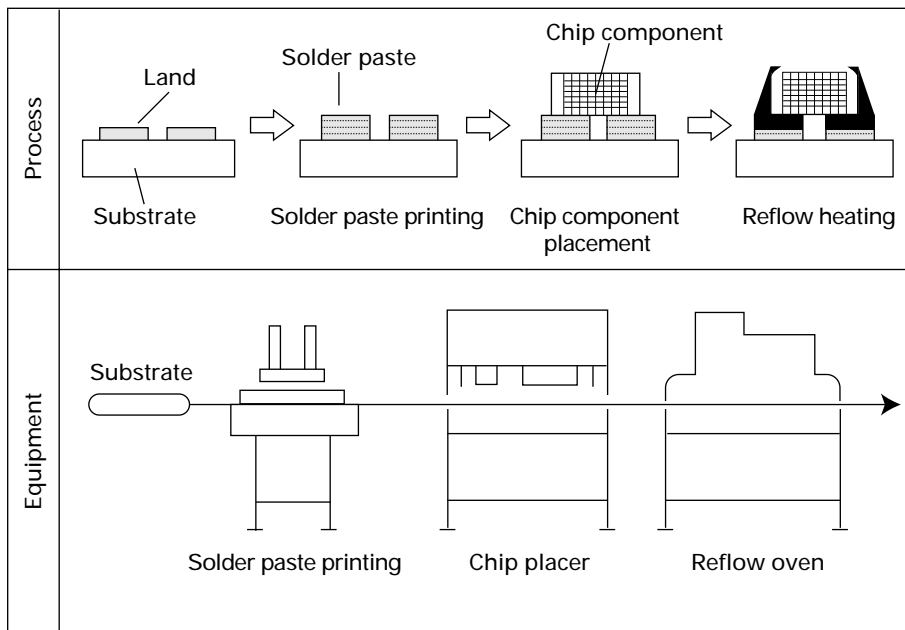 Process
Land
Solder paste
Chip component
Substrate
Solder paste printing
Chip component
placement
Reflow heating
Equipment
Substrate
Solder paste printing
Chip placer
Reflow oven